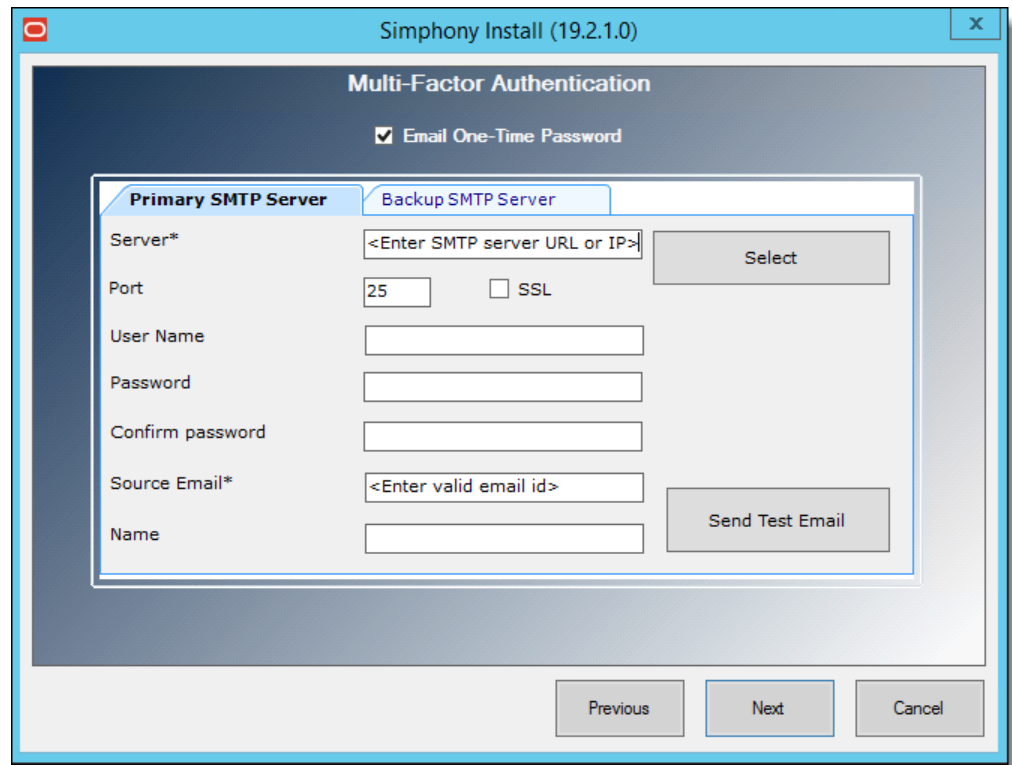 Simphony Install (19.2.1.0)
x
Multi-Factor Authentication
Email One-Time Password
Primary SMTP Server
Backup SMTP Server
Server*
<Enter SMTP server URL or IP>
Select
Port
25
SSL
User Name
Password
Confirm password
Source Email*
<Enter valid email id>
Send Test Email
Name
Previous
Next
Cancel